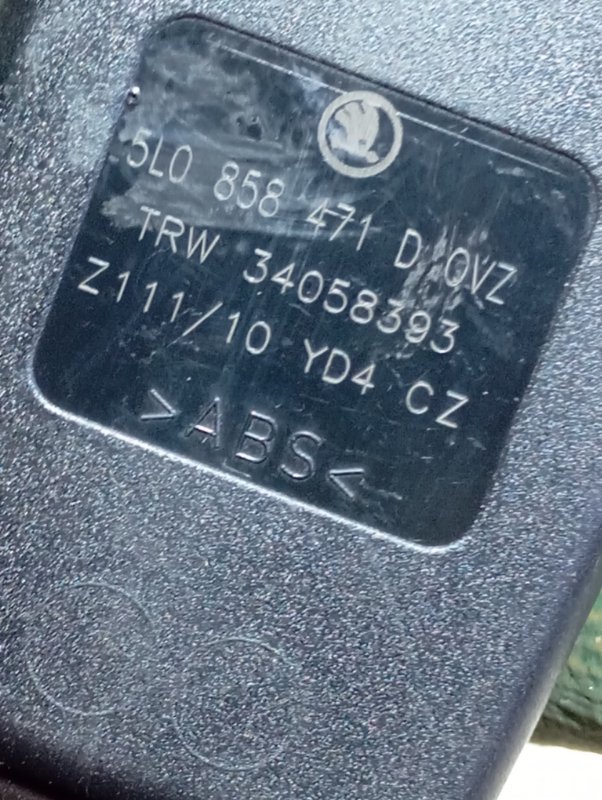 5L0 858 471 D OVZ
TRW 34058393
Z111/10 YD4 CZ
>ABS<